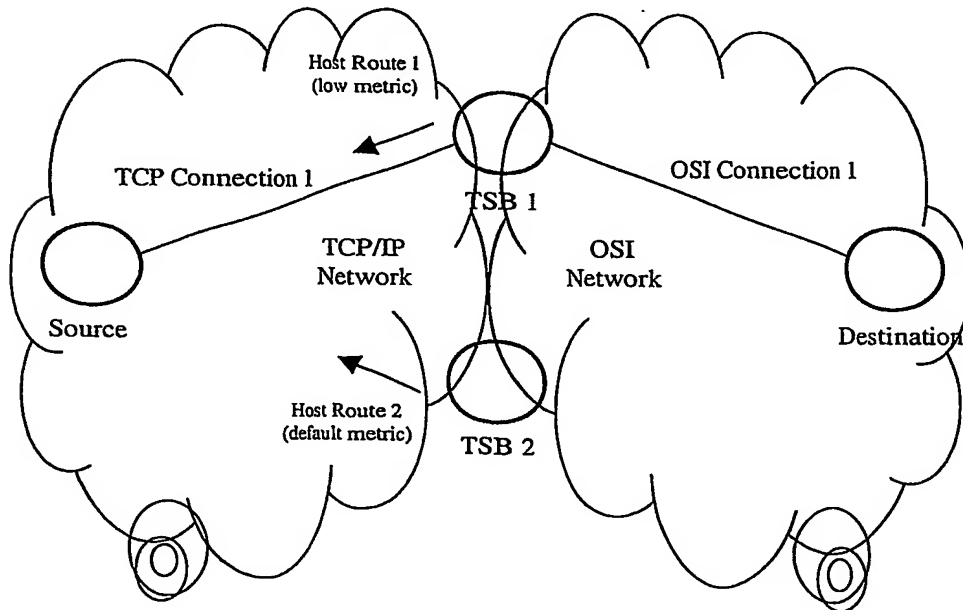 Host Route 1
(low metric)
TCP Connection 1
OSI Connection 1
TSB 1
TCP/IP
Network
OSI
Network
Source
Destination
Host Route 2
(default metric)
TSB 2